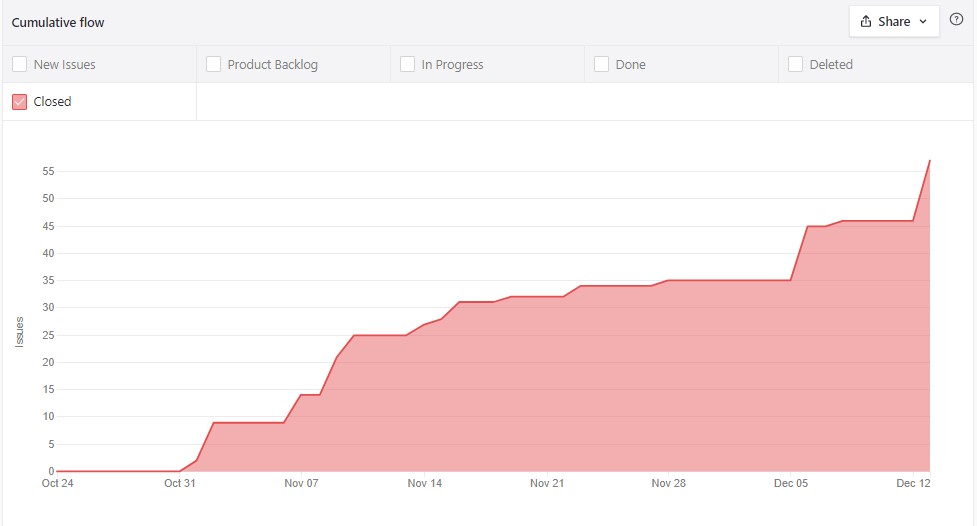 Cumulative flow
Share
New Issues Product Backlog In Progress Done Deleted
Closed
55
50
45
40
35
30
25
20
15
10
5
0
Issues
Oct 24 Oct 31 Nov 07 Nov 14 Nov 21 Nov 28 Dec 05 Dec 12